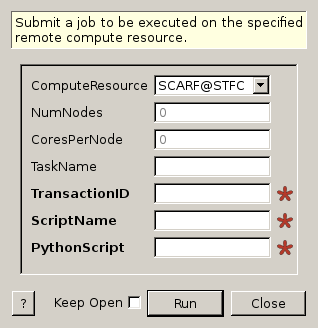 Submit a job to be executed on the specified
remote compute resource.
ComputeResource SCARF@STFC
NumNodes 0
CoresPerNode 0
TaskName
TransactionID
ScriptName
PythonScript
? Keep Open Run Close